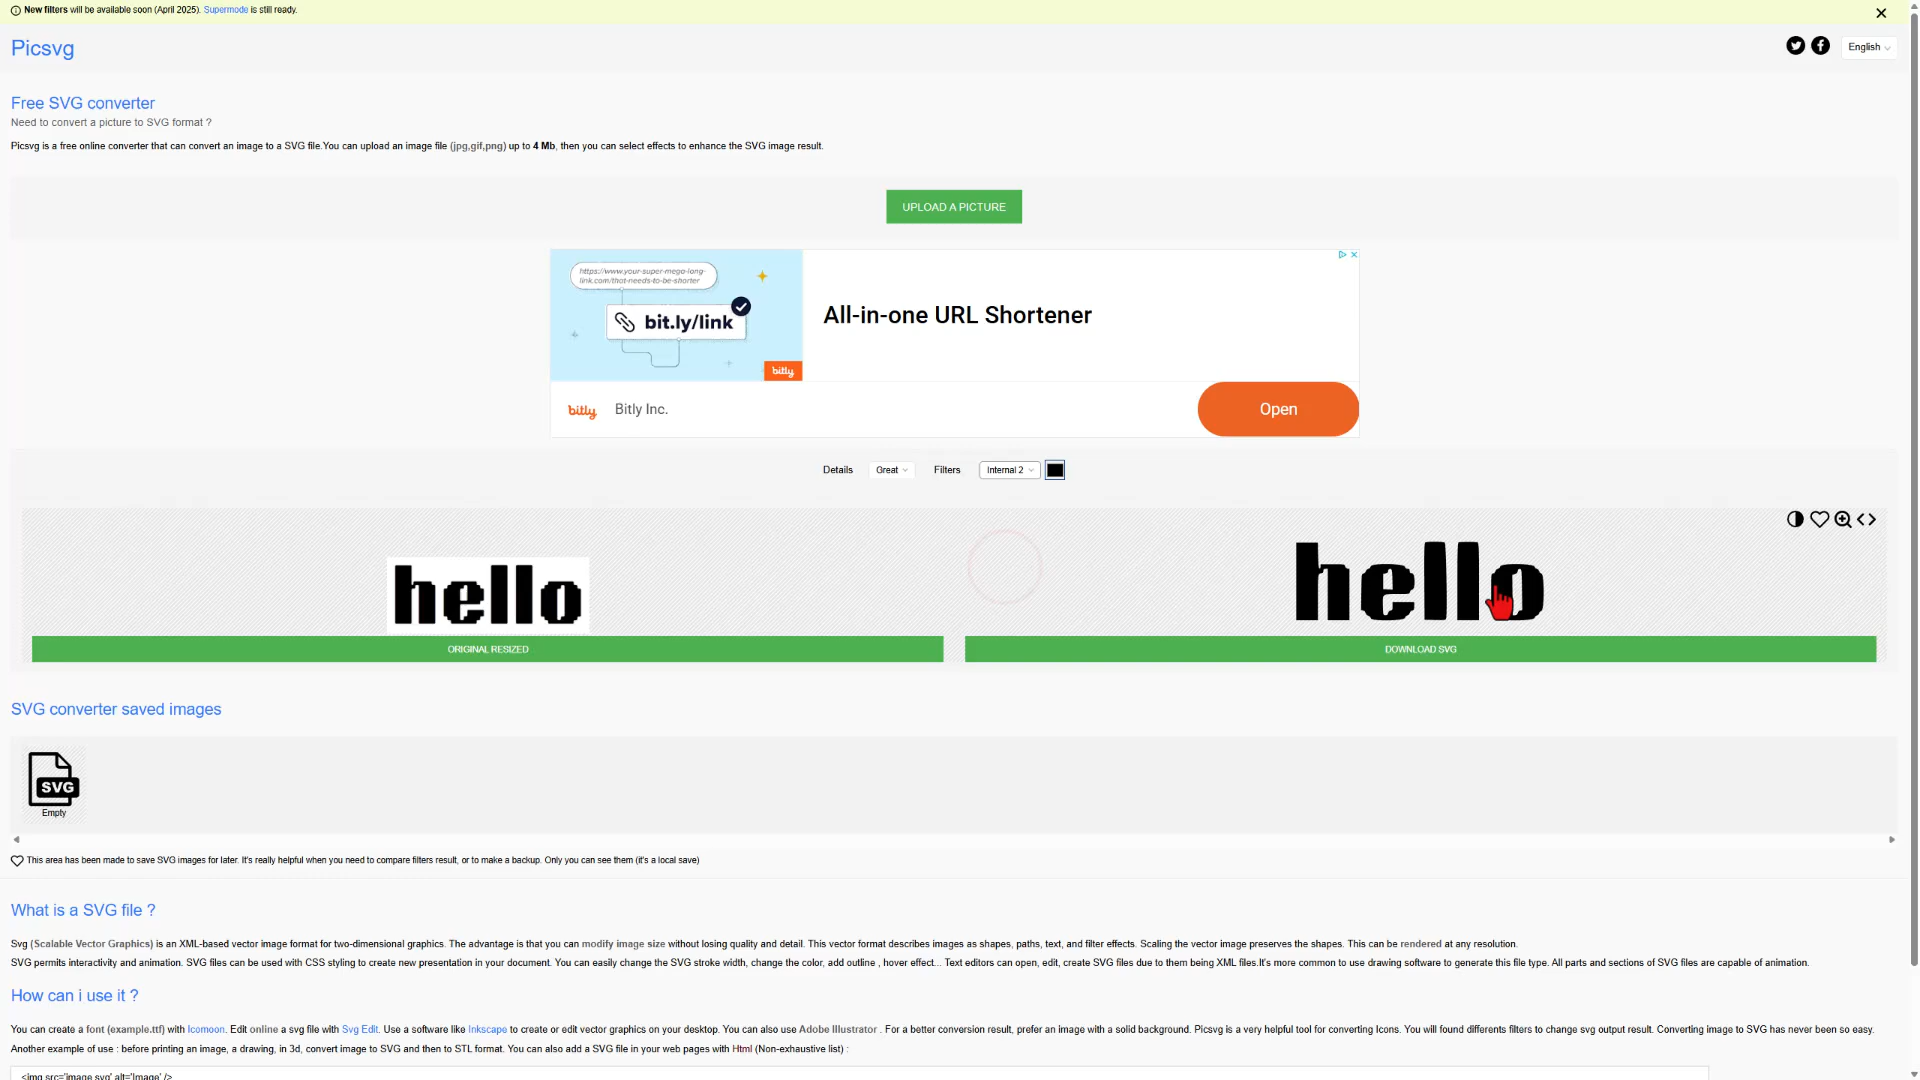 New filters will be available soon (April 2025). Supermode is still ready.
Picsvg
English
Free SVG converter
Need to convert a picture to SVG format ?
Picsvg is a free online converter that can convert an image to a SVG file.You can upload an image file (jpg,gif,png) up to 4 Mb, then you can select effects to enhance the SVG image result.
UPLOAD A PICTURE
https://www.your-super-mega-long-
link.com/that-needs-to-be-shorter
bit.ly/link
bitly
All-in-one URL Shortener
bitly
Bitly Inc.
Open
Details Great Filters Internal 2
hello
hello
ORIGINAL RESIZED
DOWNLOAD SVG
SVG converter saved images
SVG
Empty
This area has been made to save SVG images for later. It's really helpful when you need to compare filters result, or to make a backup. Only you can see them (it's a local save)
What is a SVG file ?
Svg (Scalable Vector Graphics) is an XML-based vector image format for two-dimensional graphics. The advantage is that you can modify image size without losing quality and detail. This vector format describes images as shapes, paths, text, and filter effects. Scaling the vector image preserves the shapes. This can be rendered at any resolution.
SVG permits interactivity and animation. SVG files can be used with CSS styling to create new presentation in your document. You can easily change the SVG stroke width, change the color, add outline , hover effect... Text editors can open, edit, create SVG files due to them being XML files.It's more common to use drawing software to generate this file type. All parts and sections of SVG files are capable of animation.
How can i use it ?
You can create a font (example.ttf) with Icomoon. Edit online a svg file with Svg Edit. Use a software like Inkscape to create or edit vector graphics on your desktop. You can also use Adobe Illustrator . For a better conversion result, prefer an image with a solid background. Picsvg is a very helpful tool for converting Icons. You will found differents filters to change svg output result. Converting image to SVG has never been so easy.
Another example of use : before printing an image, a drawing, in 3d, convert image to SVG and then to STL format. You can also add a SVG file in your web pages with Html (Non-exhaustive list) :
<img src='image.svg' alt='Image' />